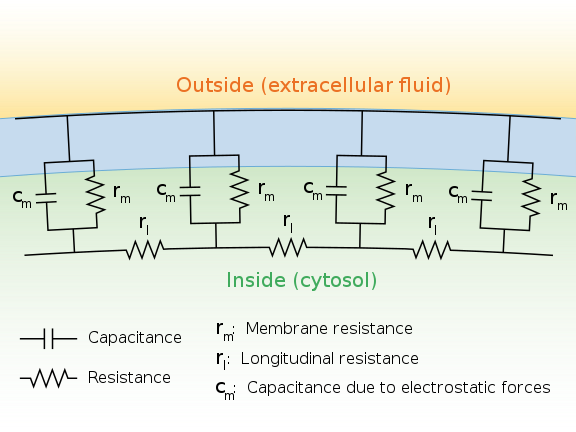 Outside (extracellular fluid)
cm rm cm rm cm rm cm rm
rl rl rl
Inside (cytosol)
Capacitance
Resistance
rm: Membrane resistance
rl: Longitudinal resistance
cm: Capacitance due to electrostatic forces